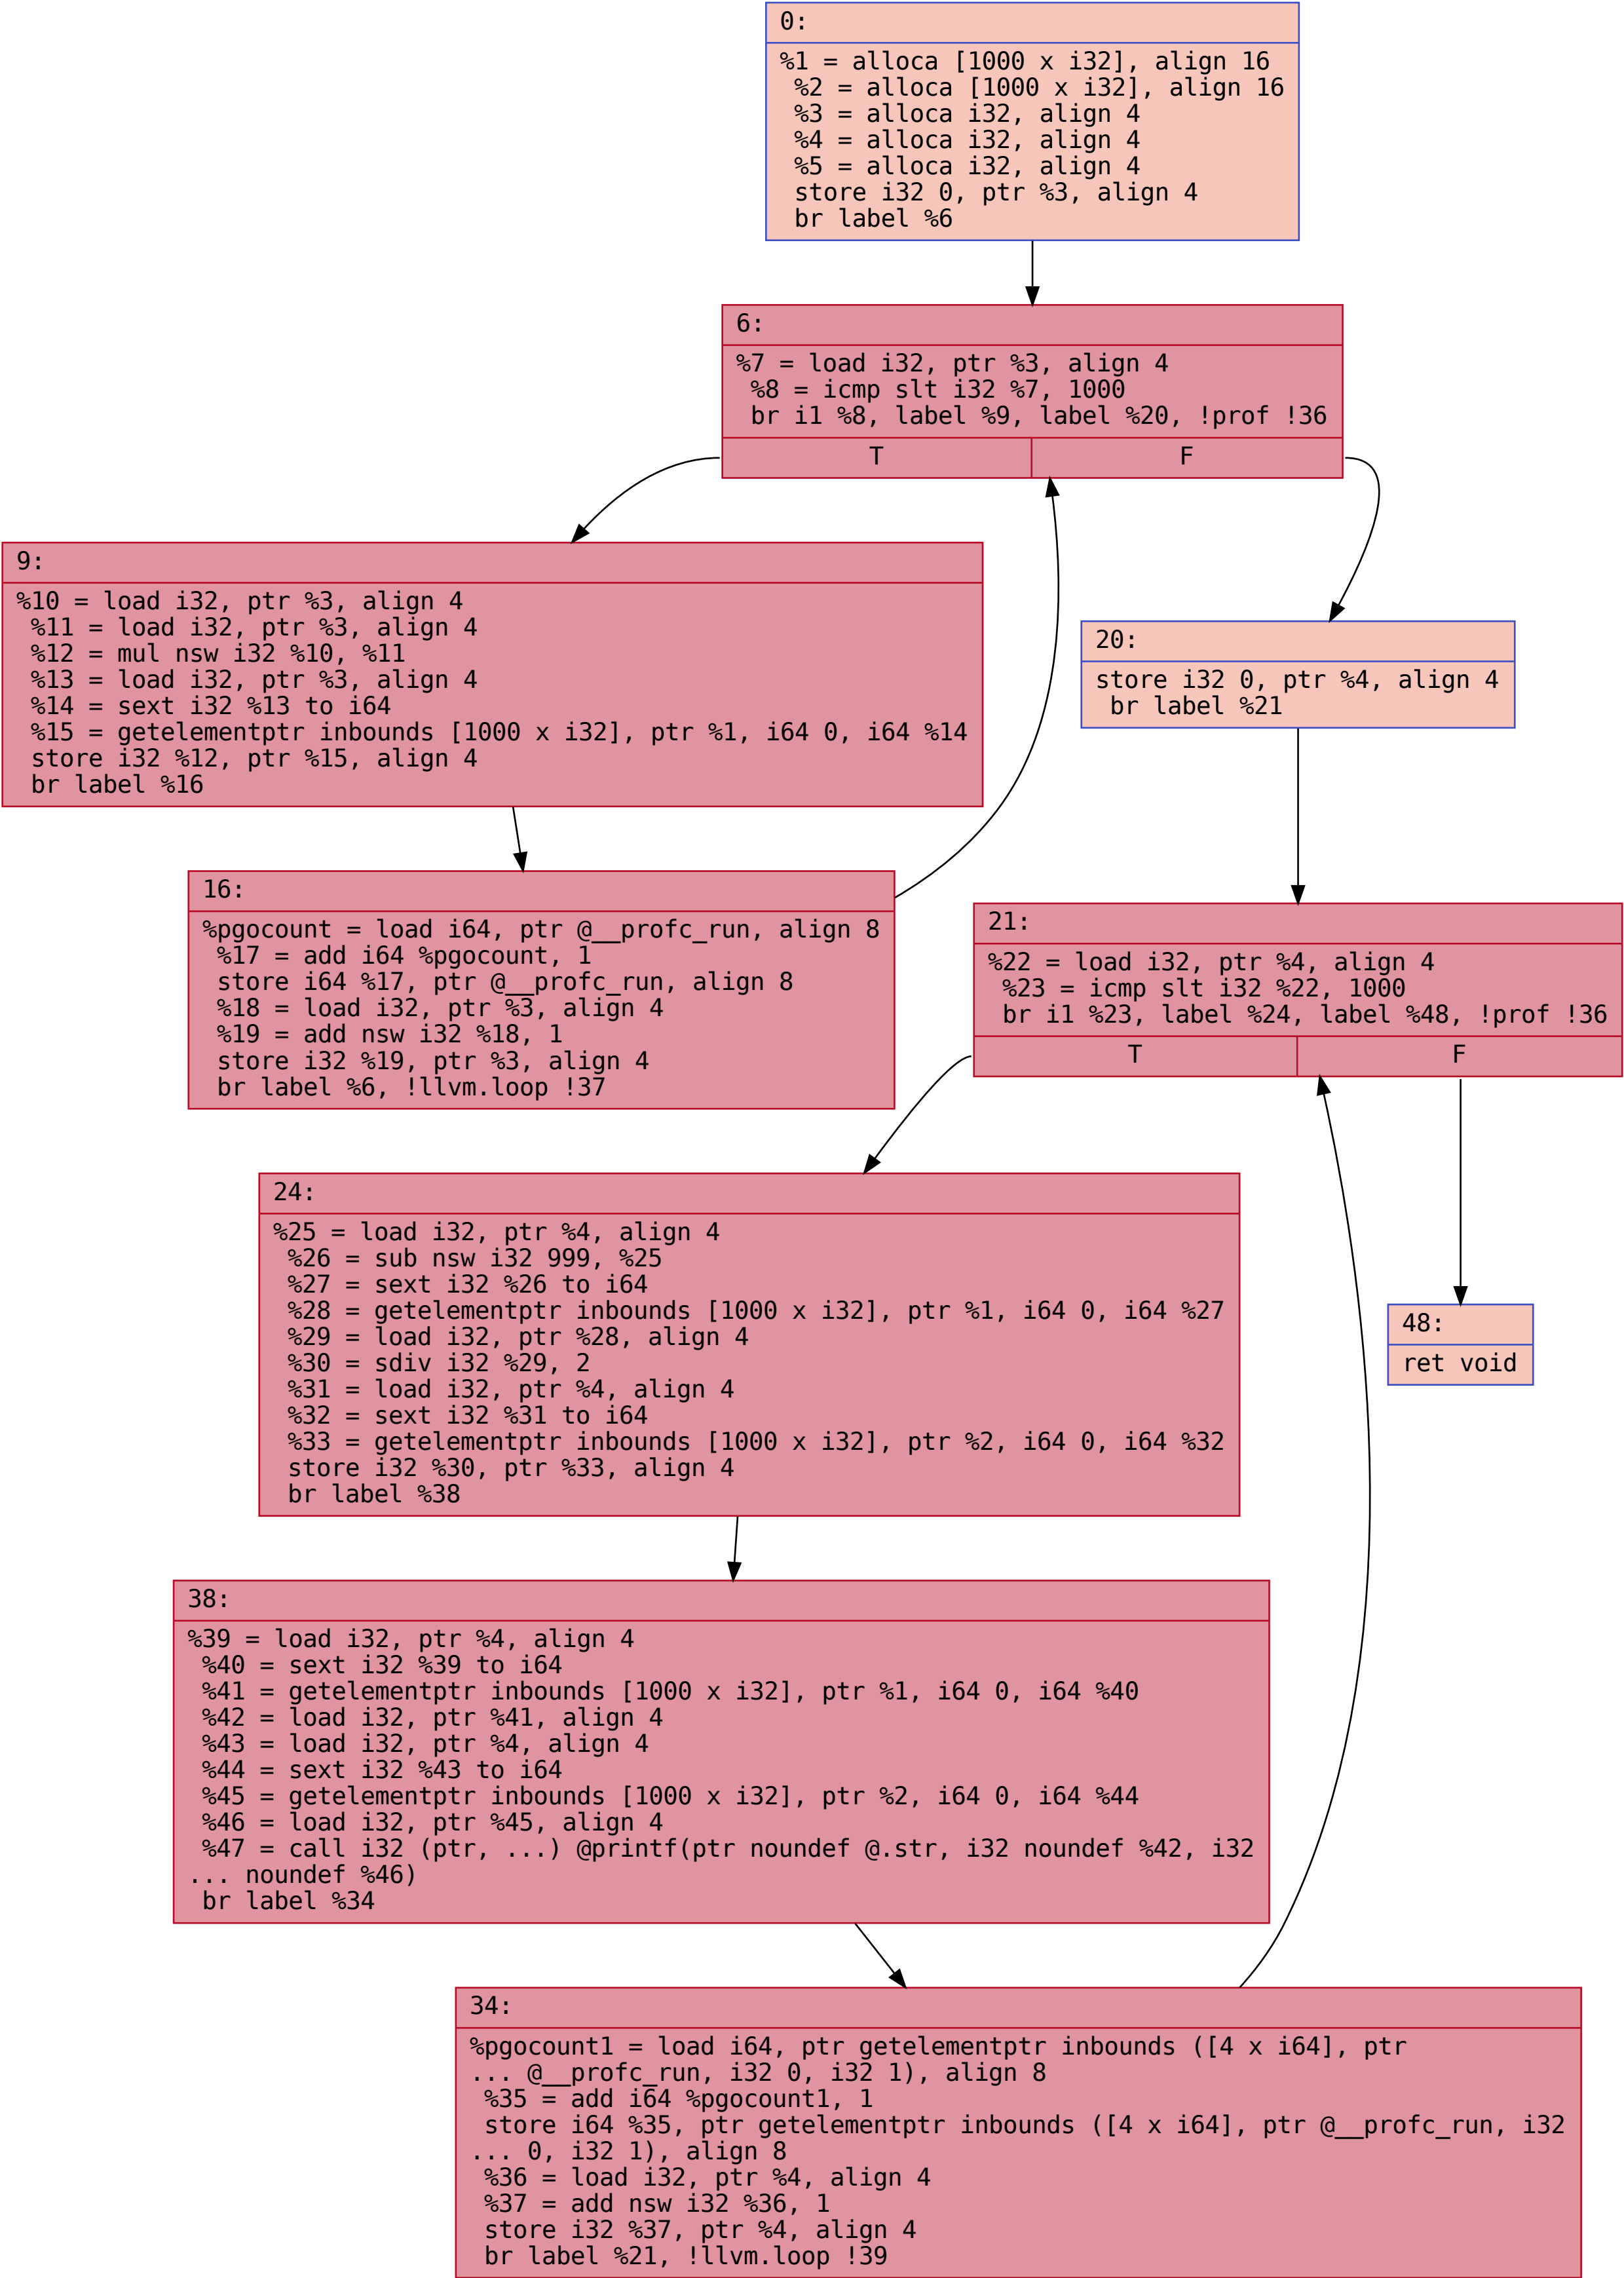 0:
%1 = alloca [1000 x i32], align 16
%2 = alloca [1000 x i32], align 16
%3 = alloca i32, align 4
%4 = alloca i32, align 4
%5 = alloca i32, align 4
store i32 0, ptr %3, align 4
br label %6
6:
%7 = load i32, ptr %3, align 4
%8 = icmp slt i32 %7, 1000
br i1 %8, label %9, label %20, !prof !36
T F
9:
%10 = load i32, ptr %3, align 4
%11 = load i32, ptr %3, align 4
%12 = mul nsw i32 %10, %11
%13 = load i32, ptr %3, align 4
%14 = sext i32 %13 to i64
%15 = getelementptr inbounds [1000 x i32], ptr %1, i64 0, i64 %14
store i32 %12, ptr %15, align 4
br label %16
20:
store i32 0, ptr %4, align 4
br label %21
16:
%pgocount = load i64, ptr @__profc_run, align 8
%17 = add i64 %pgocount, 1
store i64 %17, ptr @__profc_run, align 8
%18 = load i32, ptr %3, align 4
%19 = add nsw i32 %18, 1
store i32 %19, ptr %3, align 4
br label %6, !llvm.loop !37
21:
%22 = load i32, ptr %4, align 4
%23 = icmp slt i32 %22, 1000
br i1 %23, label %24, label %48, !prof !36
T F
24:
%25 = load i32, ptr %4, align 4
%26 = sub nsw i32 999, %25
%27 = sext i32 %26 to i64
%28 = getelementptr inbounds [1000 x i32], ptr %1, i64 0, i64 %27
%29 = load i32, ptr %28, align 4
%30 = sdiv i32 %29, 2
%31 = load i32, ptr %4, align 4
%32 = sext i32 %31 to i64
%33 = getelementptr inbounds [1000 x i32], ptr %2, i64 0, i64 %32
store i32 %30, ptr %33, align 4
br label %38
48:
ret void
38:
%39 = load i32, ptr %4, align 4
%40 = sext i32 %39 to i64
%41 = getelementptr inbounds [1000 x i32], ptr %1, i64 0, i64 %40
%42 = load i32, ptr %41, align 4
%43 = load i32, ptr %4, align 4
%44 = sext i32 %43 to i64
%45 = getelementptr inbounds [1000 x i32], ptr %2, i64 0, i64 %44
%46 = load i32, ptr %45, align 4
%47 = call i32 (ptr, ...) @printf(ptr noundef @.str, i32 noundef %42, i32
... noundef %46)
br label %34
34:
%pgocount1 = load i64, ptr getelementptr inbounds ([4 x i64], ptr
... @__profc_run, i32 0, i32 1), align 8
%35 = add i64 %pgocount1, 1
store i64 %35, ptr getelementptr inbounds ([4 x i64], ptr @__profc_run, i32
... 0, i32 1), align 8
%36 = load i32, ptr %4, align 4
%37 = add nsw i32 %36, 1
store i32 %37, ptr %4, align 4
br label %21, !llvm.loop !39